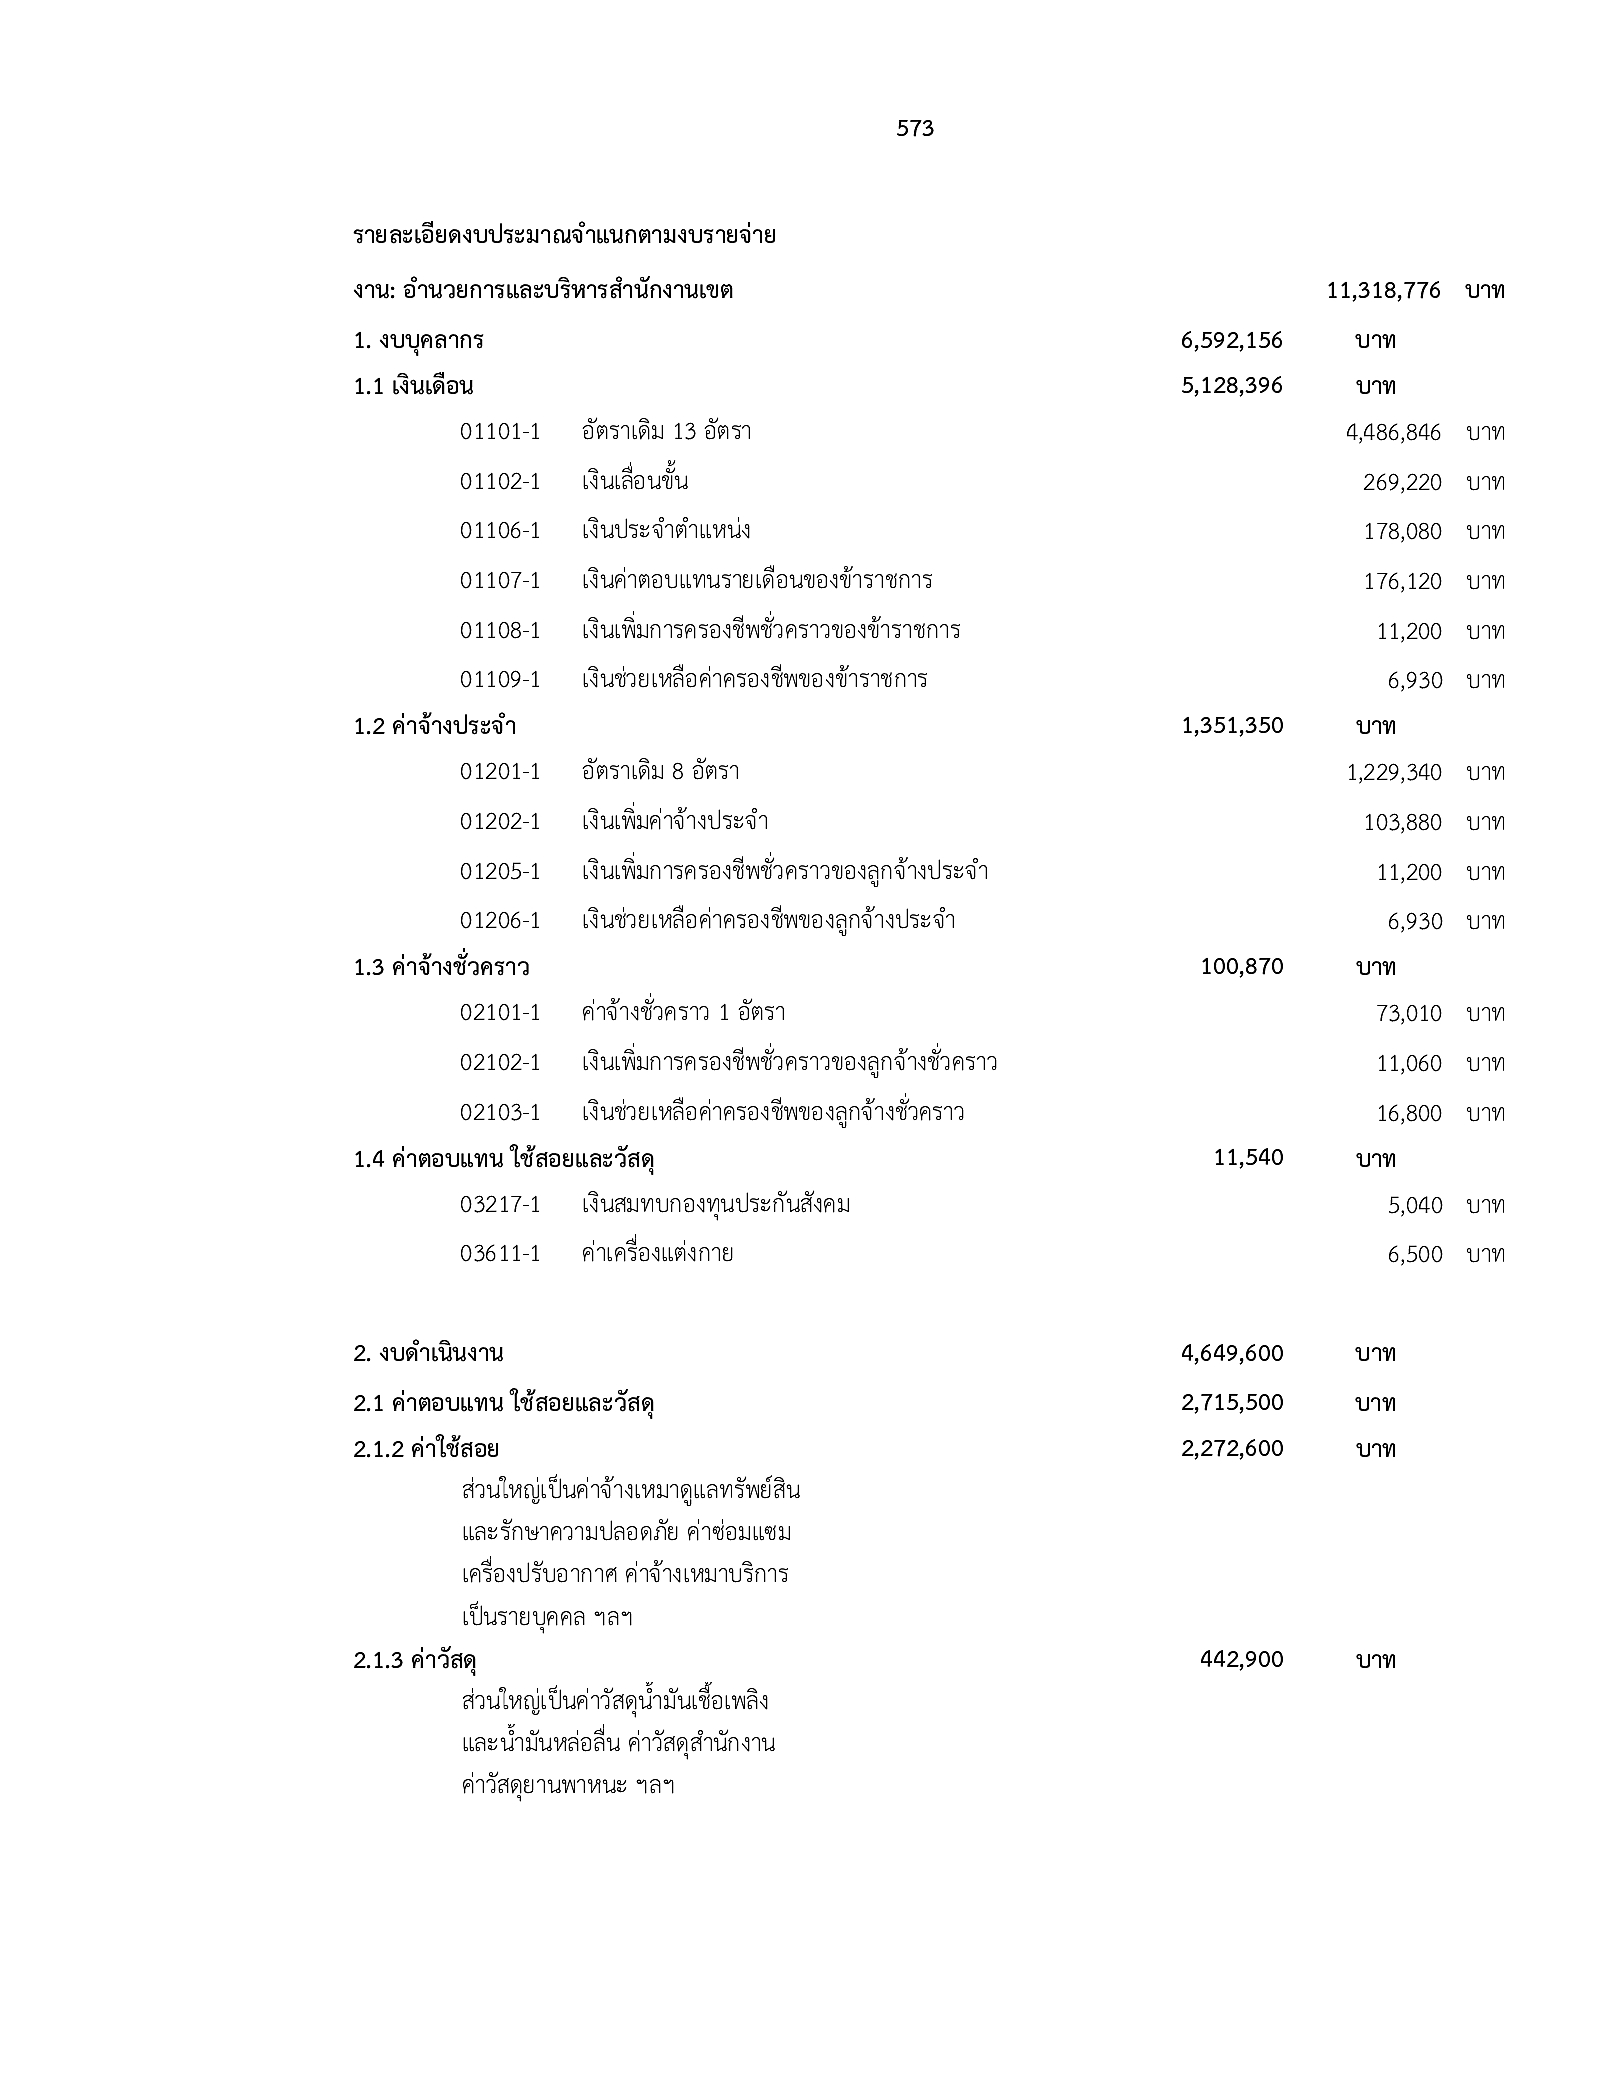 573
รายละเอียดงบประมาณจำแนกตามงบรายจ่าย
งาน: อำนวยการและบริหารสำนักงานเขต 11,318,776 บาท
1. งบบุคลากร 6,592,156 บาท
1.1 เงินเดือน 5,128,396 บาท
01101-1 อัตราเดิม 13 อัตรา 4,486,846 บาท
01102-1 เงินเลื่อนขั้น 269,220 บาท
01106-1 เงินประจำตำแหน่ง 178,080 บาท
01107-1 เงินค่าตอบแทนรายเดือนของข้าราชการ 176,120 บาท
01108-1 เงินเพิ่มการครองชีพชั่วคราวของข้าราชการ 11,200 บาท
01109-1 เงินช่วยเหลือค่าครองชีพของข้าราชการ 6,930 บาท
1.2 ค่าจ้างประจำ 1,351,350 บาท
01201-1 อัตราเดิม 8 อัตรา 1,229,340 บาท
01202-1 เงินเพิ่มค่าจ้างประจำ 103,880 บาท
01205-1 เงินเพิ่มการครองชีพชั่วคราวของลูกจ้างประจำ 11,200 บาท
01206-1 เงินช่วยเหลือค่าครองชีพของลูกจ้างประจำ 6,930 บาท
1.3 ค่าจ้างชั่วคราว 100,870 บาท
02101-1 ค่าจ้างชั่วคราว 1 อัตรา 73,010 บาท
02102-1 เงินเพิ่มการครองชีพชั่วคราวของลูกจ้างชั่วคราว 11,060 บาท
02103-1 เงินช่วยเหลือค่าครองชีพของลูกจ้างชั่วคราว 16,800 บาท
1.4 ค่าตอบแทน ใช้สอยและวัสดุ 11,540 บาท
03217-1 เงินสมทบกองทุนประกันสังคม 5,040 บาท
03611-1 ค่าเครื่องแต่งกาย 6,500 บาท
2. งบดำเนินงาน 4,649,600 บาท
2.1 ค่าตอบแทน ใช้สอยและวัสดุ 2,715,500 บาท
2.1.2 ค่าใช้สอย 2,272,600 บาท
ส่วนใหญ่เป็นค่าจ้างเหมาดูแลทรัพย์สิน
และรักษาความปลอดภัย ค่าซ่อมแซม
เครื่องปรับอากาศ ค่าจ้างเหมาบริการ
เป็นรายบุคคล ฯลฯ
2.1.3 ค่าวัสดุ 442,900 บาท
ส่วนใหญ่เป็นค่าวัสดุน้ำมันเชื้อเพลิง
และน้ำมันหล่อลื่น ค่าวัสดุสำนักงาน
ค่าวัสดุยานพาหนะ ฯลฯ